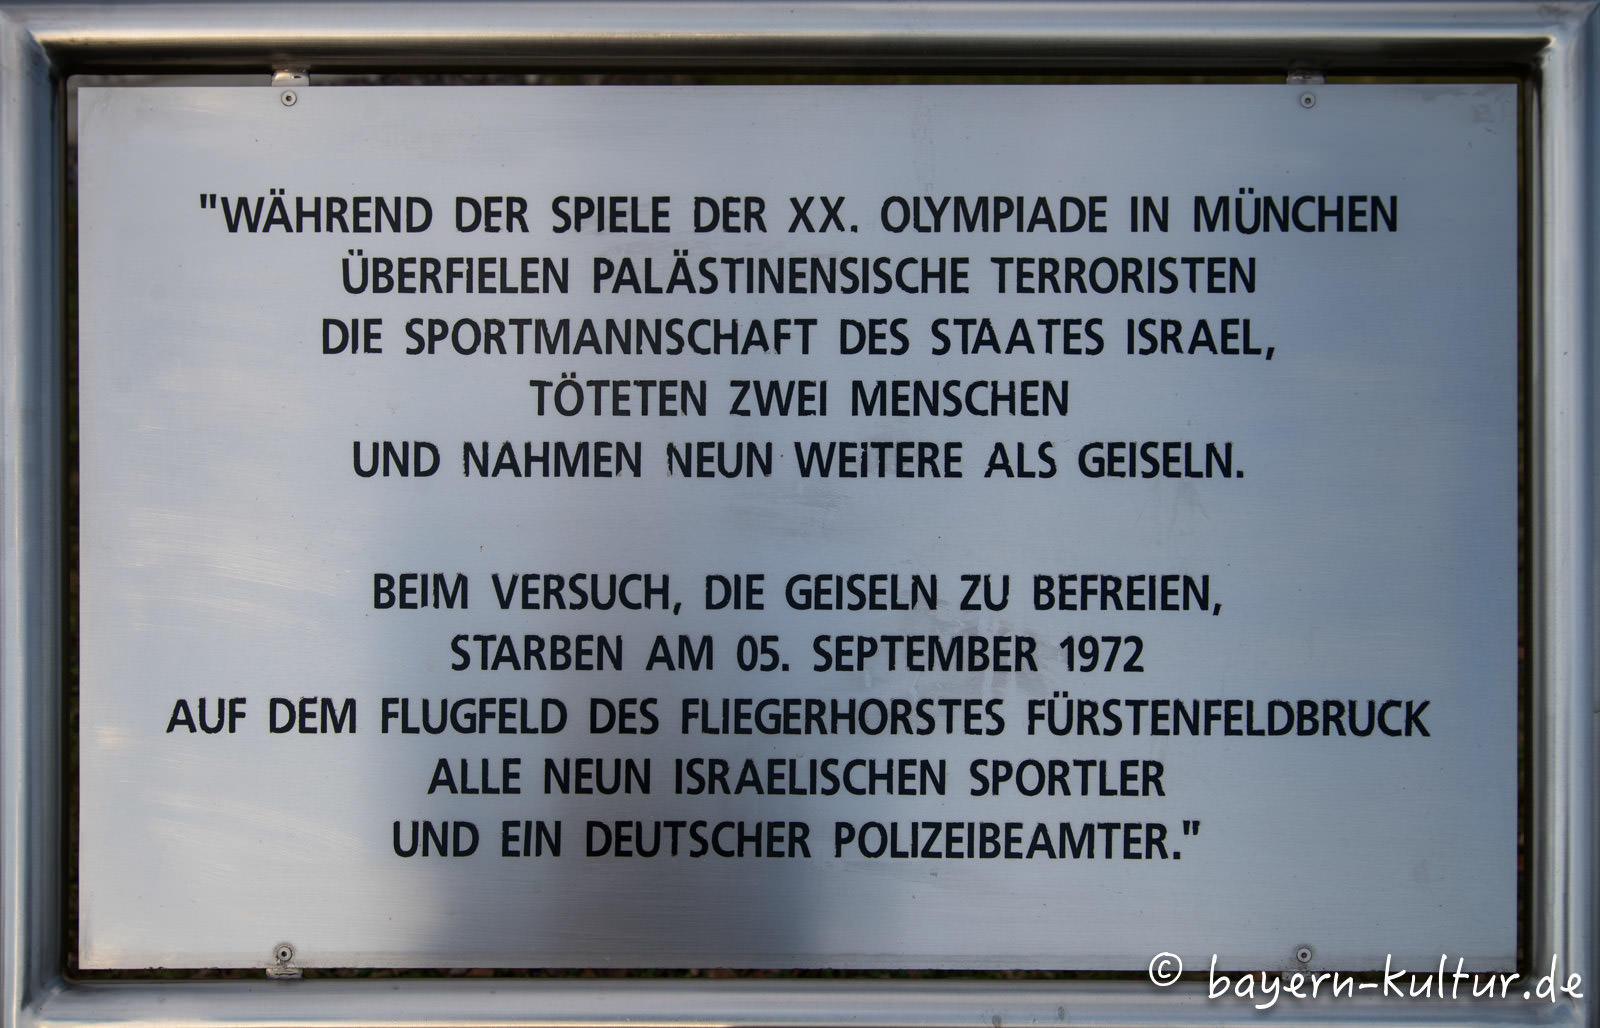 "WÄHREND DER SPIELE DER XX. OLYMPIADE IN MÜNCHEN
ÜBERFIELEN PALÄSTINENSISCHE TERRORISTEN
DIE SPORTMANNSCHAFT DES STAATES ISRAEL,
TÖTETEN ZWEI MENSCHEN
UND NAHMEN NEUN WEITERE ALS GEISELN.
BEIM VERSUCH, DIE GEISELN ZU BEFREIEN,
STARBEN AM 05. SEPTEMBER 1972
AUF DEM FLUGFELD DES FLIEGERHORSTES FÜRSTENFELDBRUCK
ALLE NEUN ISRAELISCHEN SPORTLER
UND EIN DEUTSCHER POLIZEIBEAMTER."
© bayern-kultur.de